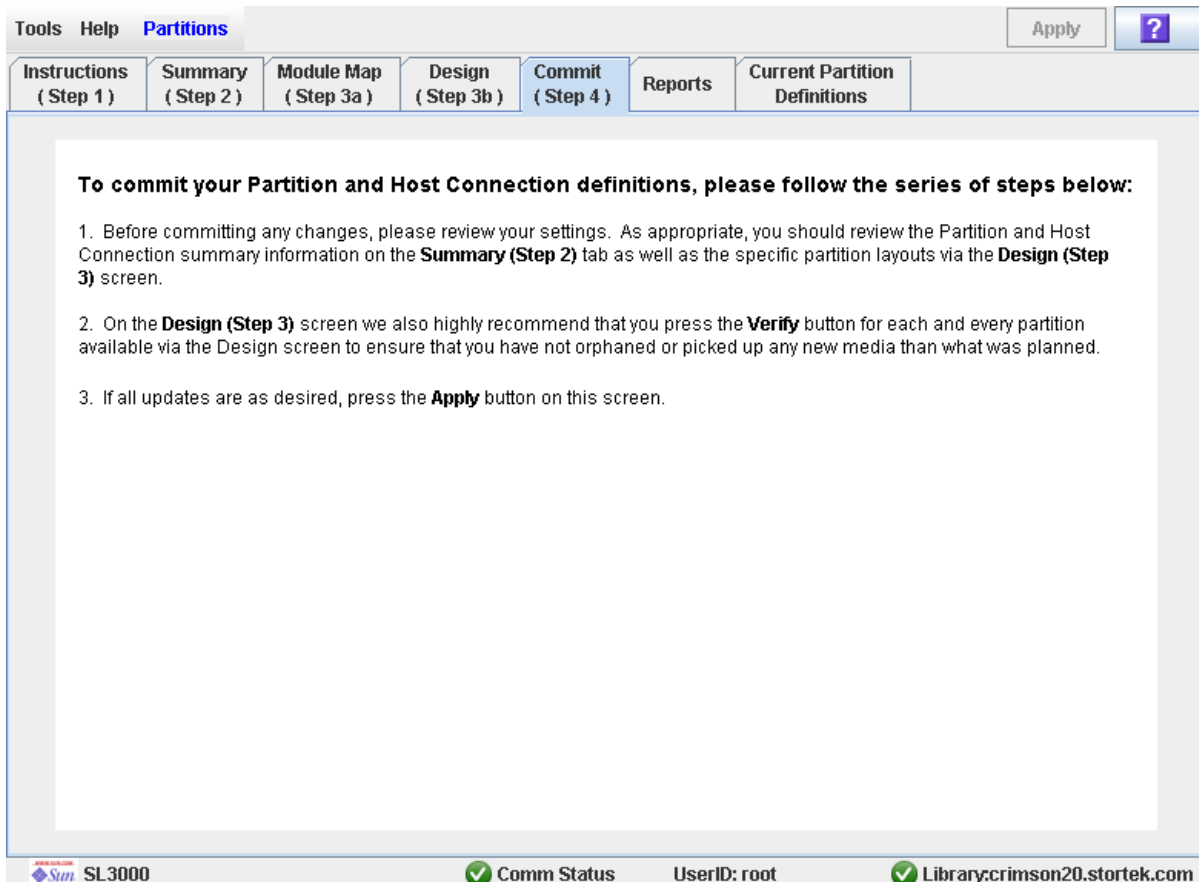 Tools Help Partitions Apply ?
Instructions Summary Module Map Design Commit Reports Current Partition
( Step 1 ) ( Step 2 ) ( Step 3a ) ( Step 3b ) ( Step 4 ) Definitions
To commit your Partition and Host Connection definitions, please follow the series of steps below:
1. Before committing any changes, please review your settings. As appropriate, you should review the Partition and Host
Connection summary information on the Summary (Step 2) tab as well as the specific partition layouts via the Design (Step
3) screen.
2. On the Design (Step 3) screen we also highly recommend that you press the Verify button for each and every partition
available via the Design screen to ensure that you have not orphaned or picked up any new media than what was planned.
3. If all updates are as desired, press the Apply button on this screen.
Sun SL3000 Comm Status UserID: root Library:crimson20.stortek.com